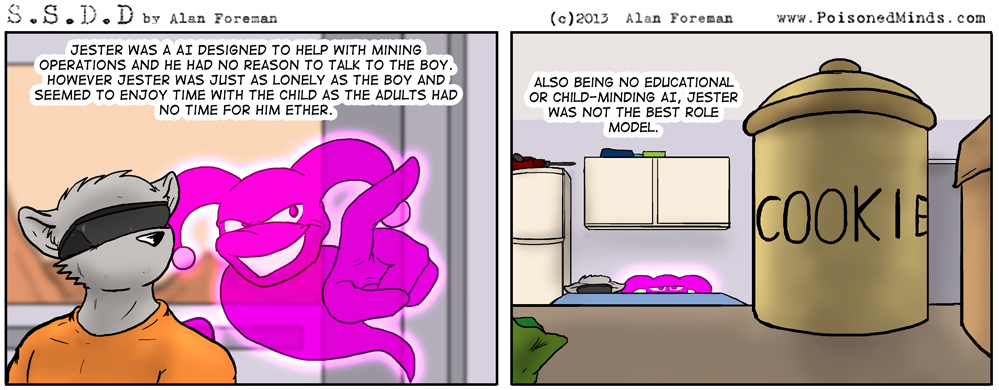 S.S.D.D by Alan Foreman
(c)2013 Alan Foreman www.PoisonedMinds.com
JESTER WAS A AI DESIGNED TO HELP WITH MINING
OPERATIONS AND HE HAD NO REASON TO TALK TO THE BOY.
HOWEVER JESTER WAS JUST AS LONELY AS THE BOY AND
SEEMED TO ENJOY TIME WITH THE CHILD AS THE ADULTS HAD
NO TIME FOR HIM ETHER.
ALSO BEING NO EDUCATIONAL
OR CHILD-MINDING AI, JESTER
WAS NOT THE BEST ROLE
MODEL.
COOKIE